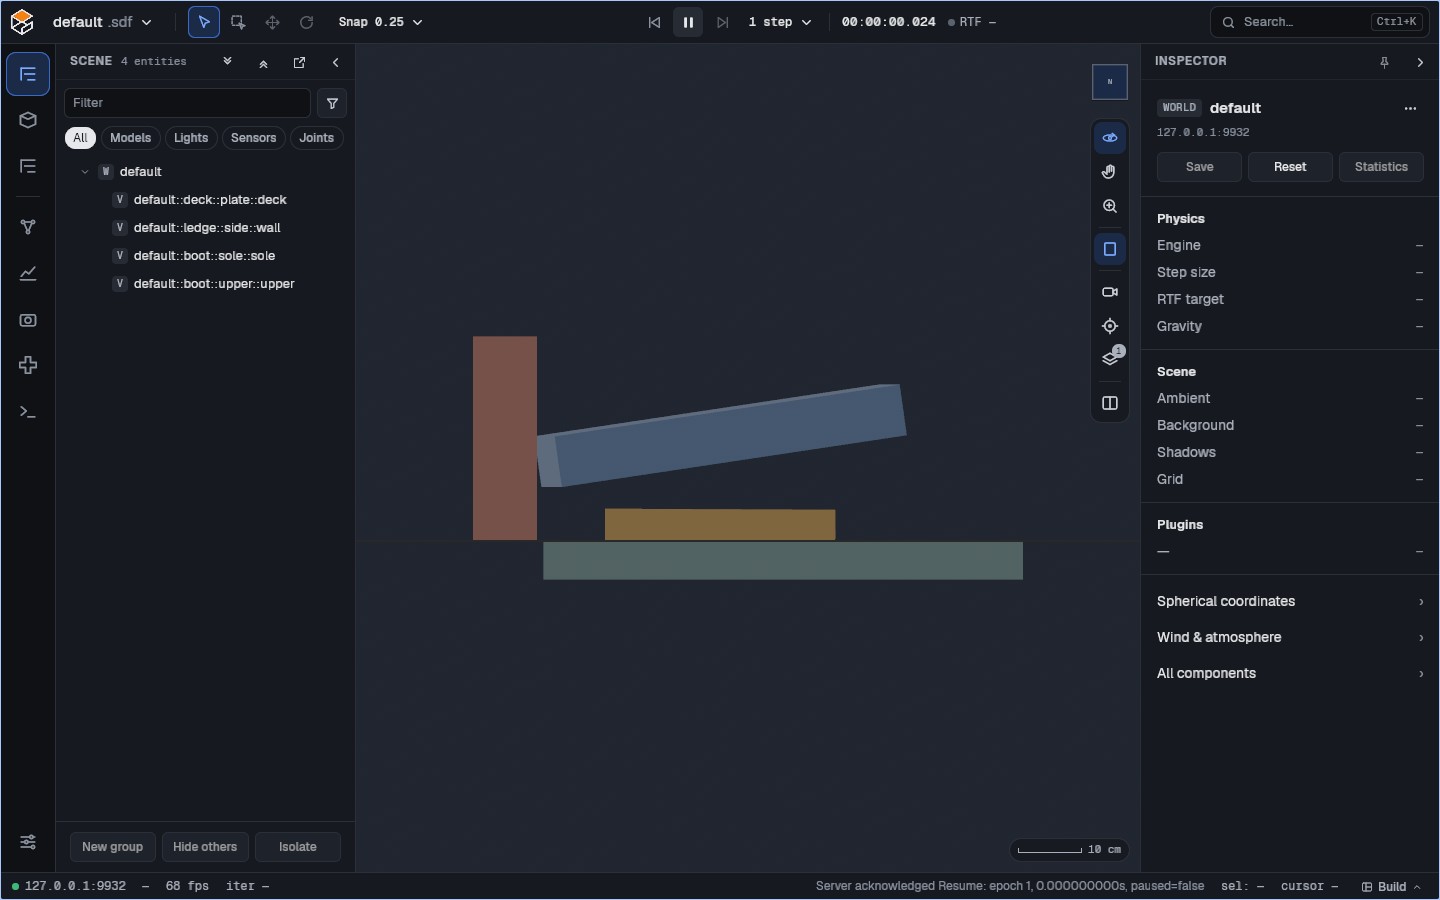 default .sdf
Snap 0.25
1 step
00:00:00.024
RTF –
Search...
Ctrl+K
SCENE 4 entities
Filter
All
Models
Lights
Sensors
Joints
W default
V default::deck::plate::deck
V default::ledge::side::wall
V default::boot::sole::sole
V default::boot::upper::upper
New group
Hide others
Isolate
N
1
10 cm
INSPECTOR
WORLD default
127.0.0.1:9932
Save
Reset
Statistics
Physics
Engine –
Step size –
RTF target –
Gravity –
Scene
Ambient –
Background –
Shadows –
Grid –
Plugins
— –
Spherical coordinates
Wind & atmosphere
All components
127.0.0.1:9932 – 68 fps iter –
Server acknowledged Resume: epoch 1, 0.000000000s, paused=false
sel: –
cursor –
Build